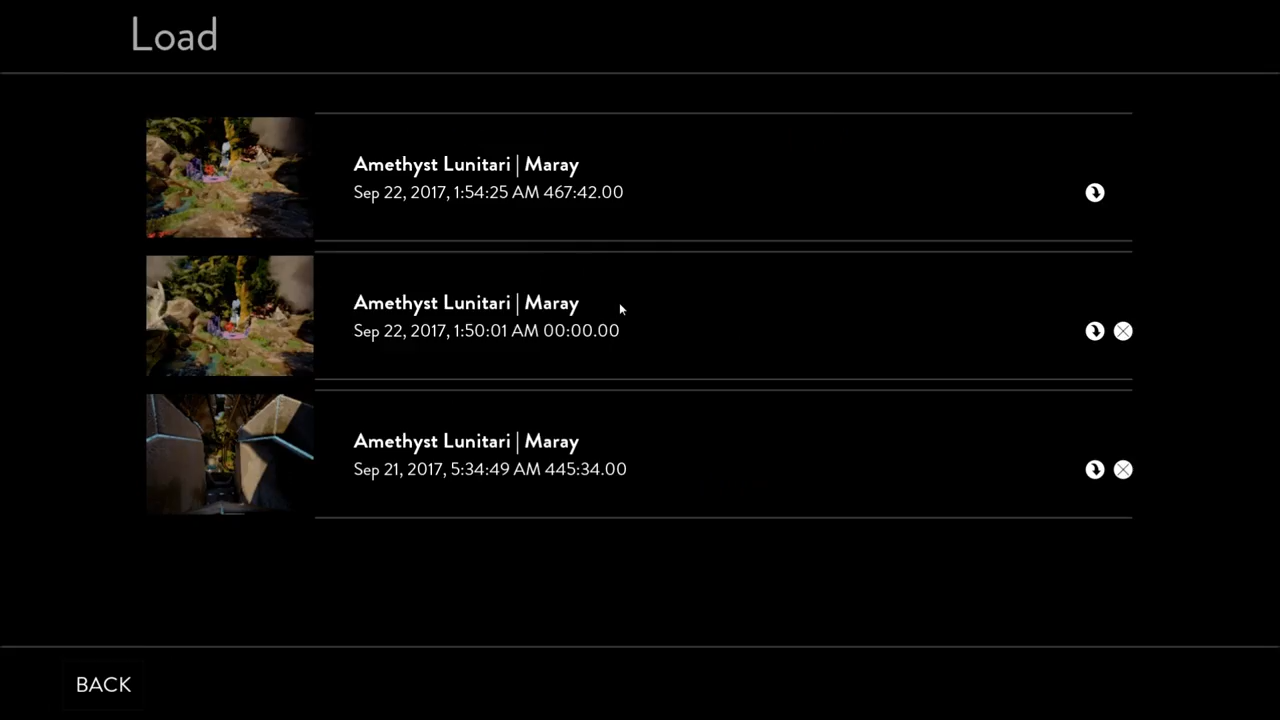 Load
Amethyst Lunitari | Maray
Sep 22, 2017, 1:54:25 AM 467:42.00
Amethyst Lunitari | Maray
Sep 22, 2017, 1:50:01 AM 00:00.00
Amethyst Lunitari | Maray
Sep 21, 2017, 5:34:49 AM 445:34.00
BACK